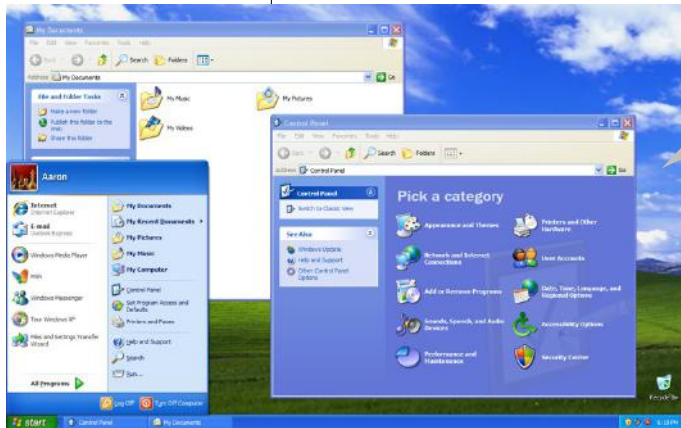 My Documents
File Edit View Favorites Tools Help
Back Search Folders
Address My Documents Go
File and Folder Tasks
Make a new folder
Publish this folder to the Web
Share this folder
My Music
My Pictures
My Videos
Control Panel
File Edit View Favorites Tools Help
Back Search Folders
Address Control Panel Go
Control Panel
Switch to Classic View
See Also
Windows Update
Help and Support
Other Control Panel
Options
Pick a category
Appearance and Themes
Printers and Other
Hardware
Network and Internet
Connections
User Accounts
Add or Remove Programs
Date, Time, Language, and
Regional Options
Sounds, Speech, and Audio
Devices
Accessibility Options
Performance and
Maintenance
Security Center
Aaron
Internet
Internet Explorer
E-mail
Outlook Express
Windows Media Player
MSN
Windows Messenger
Tour Windows XP
Files and Settings Transfer
Wizard
All Programs
My Documents
My Recent Documents
My Pictures
My Music
My Computer
Control Panel
Set Program Access and
Defaults
Printers and Faxes
Help and Support
Search
Run...
Log Off Turn Off Computer
Recycle Bin
start Control Panel My Documents